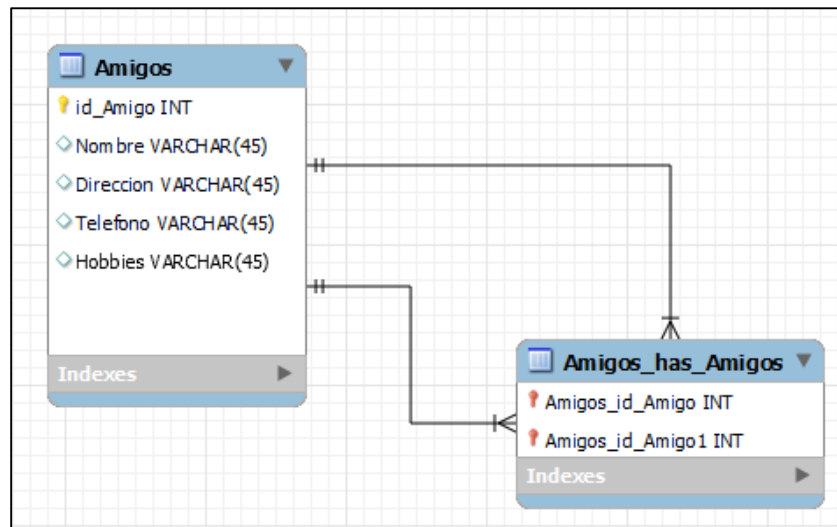 Amigos
id_Amigo INT
Nombre VARCHAR(45)
Direccion VARCHAR(45)
Telefono VARCHAR(45)
Hobbies VARCHAR(45)
Indexes
Amigos_has_Amigos
Amigos_id_Amigo INT
Amigos_id_Amigo1 INT
Indexes